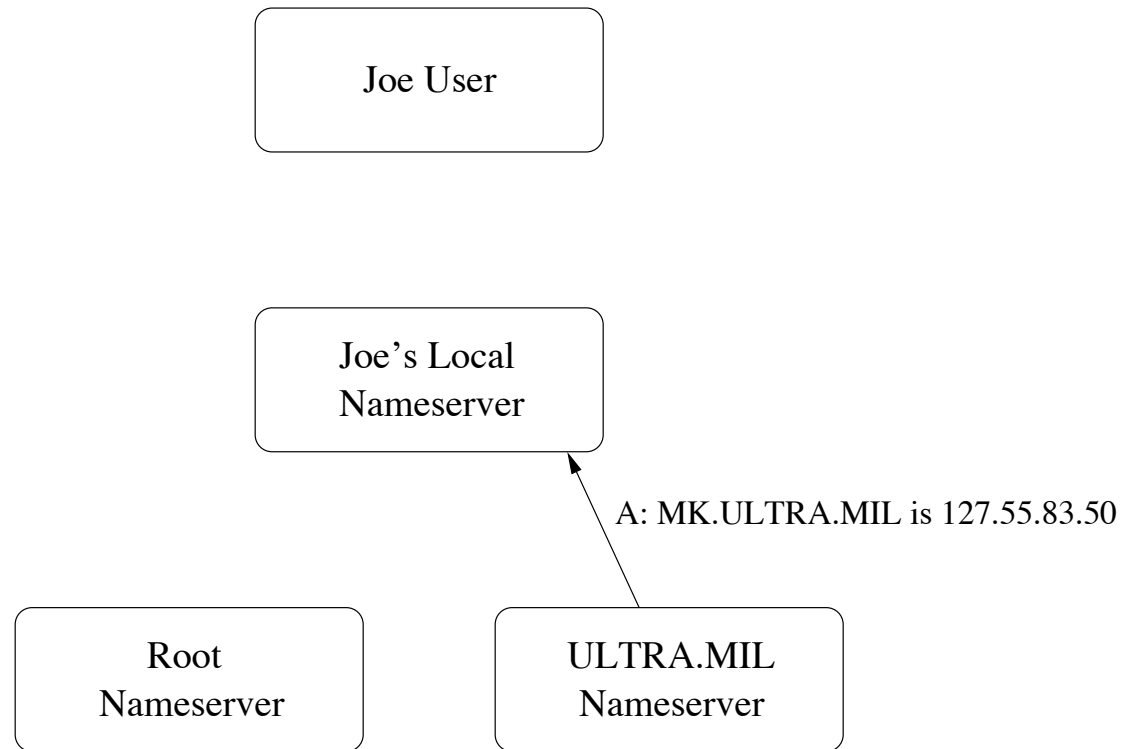 Joe User
Joe’s Local
Nameserver
A: MK.ULTRA.MIL is 127.55.83.50
Root
Nameserver
ULTRA.MIL
Nameserver